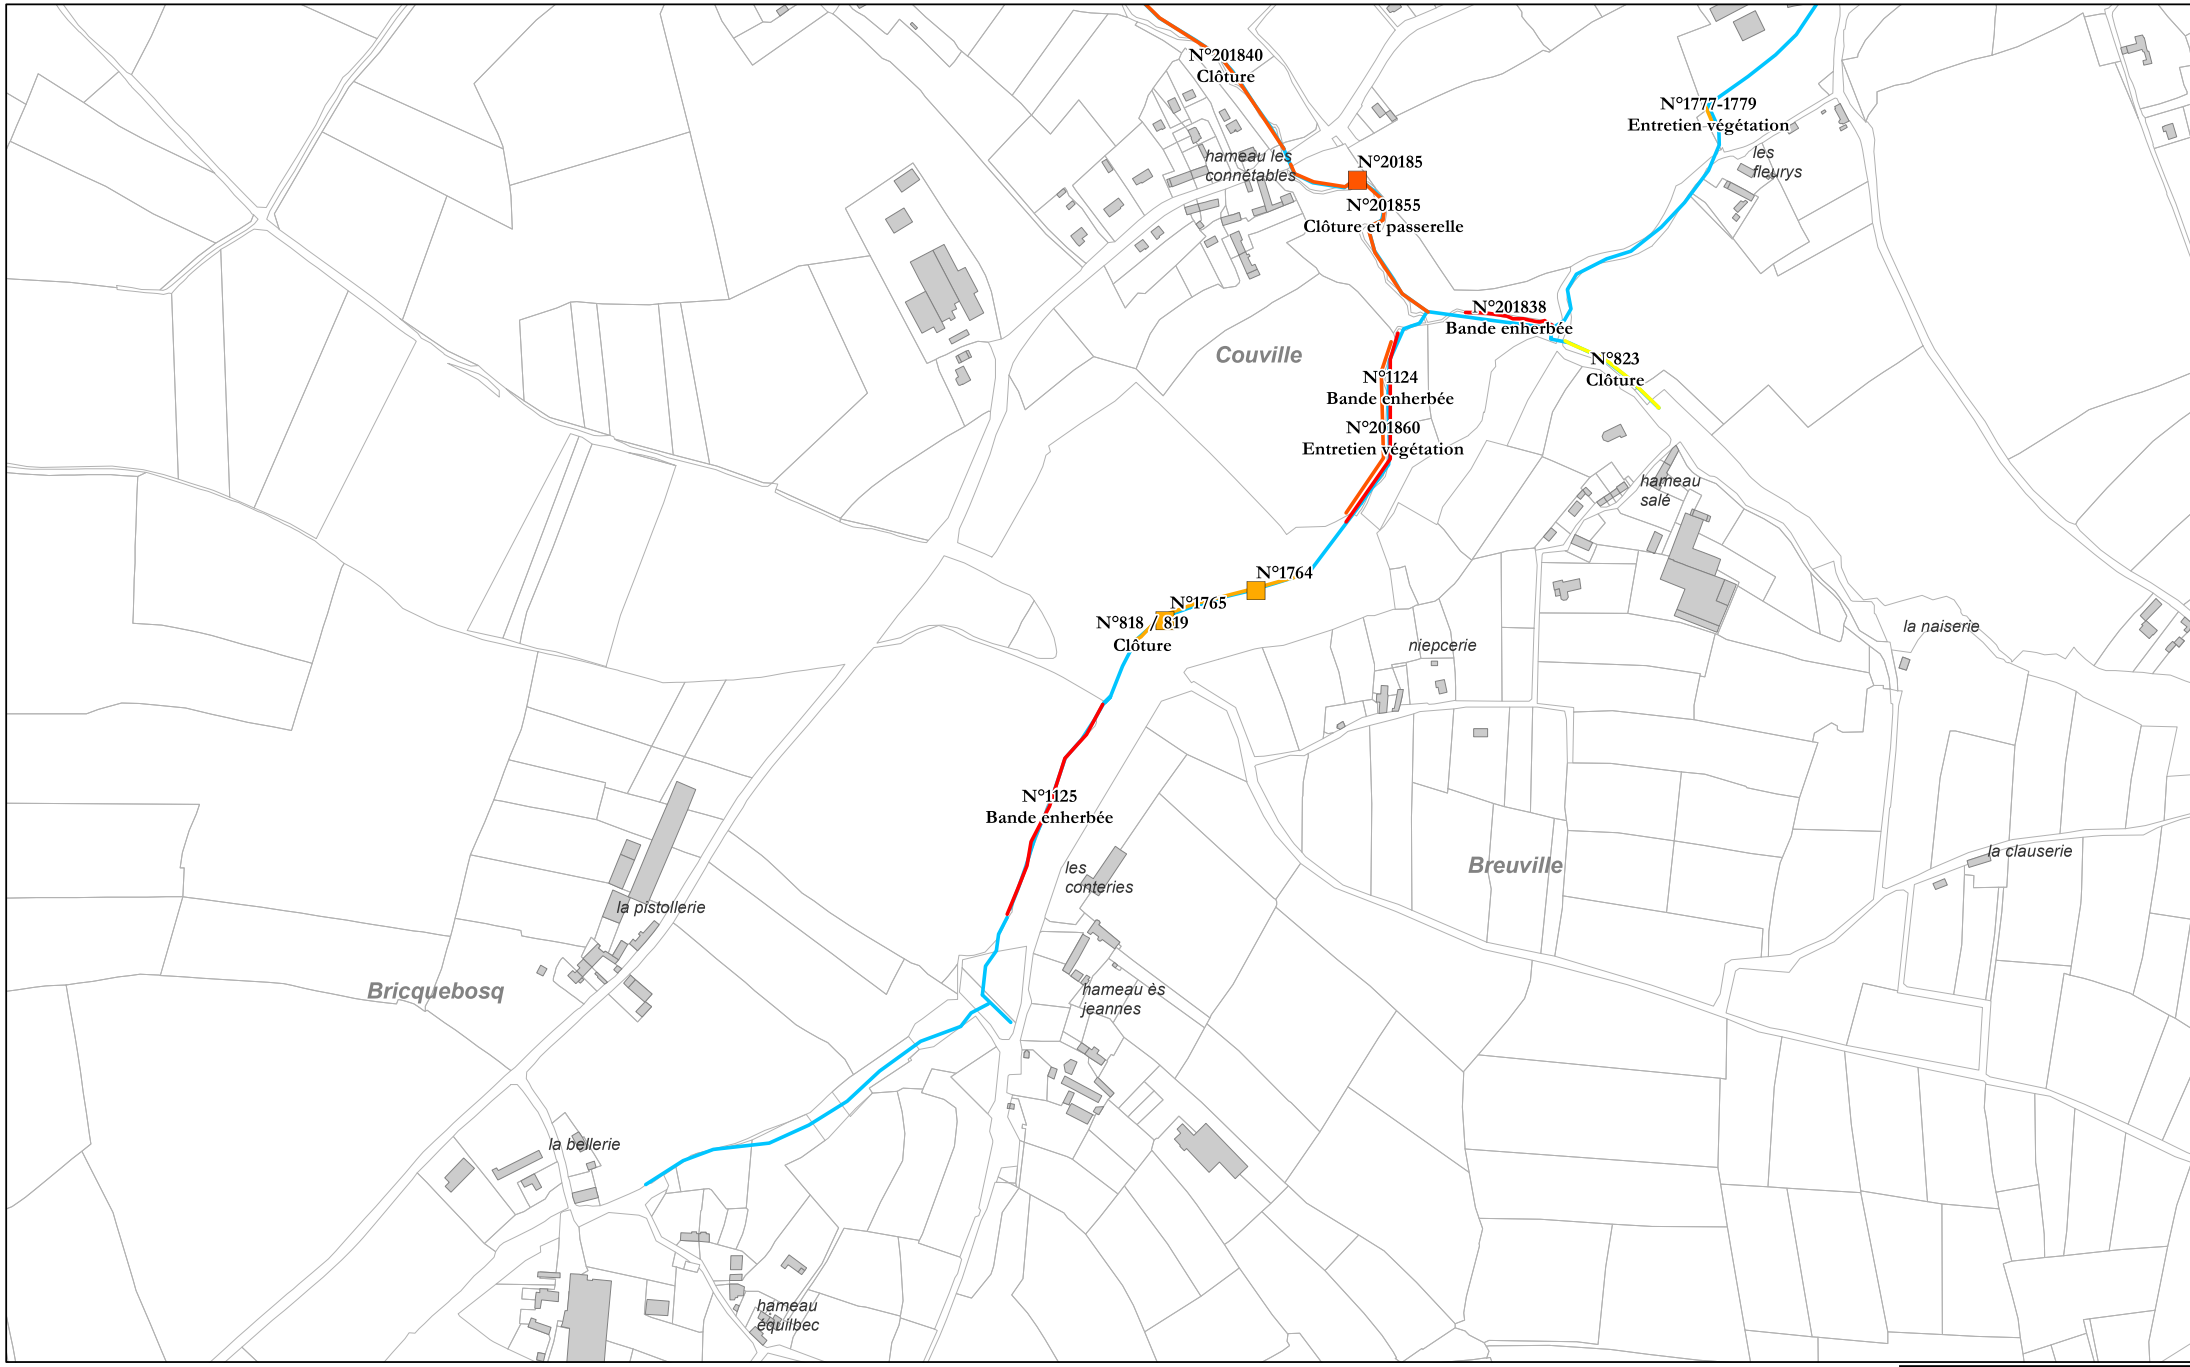 N°201840
Clôture
N°1777-1779
Entretien végétation
hameau les
connétables
N°20185
les
fleurys
N°201855
Clôture et passerelle
N°201838
Bande enherbée
Couville
N°823
Clôture
N°1124
Bande enherbée
N°201860
Entretien végétation
hameau
salé
N°1764
N°1765
N°818 / 819
Clôture
niepcerie
la naiserie
N°1125
Bande enherbée
les
conteries
Breuville
la clauserie
la pistollerie
Bricquebosq
hameau ès
jeannes
la bellerie
hameau
équilbec